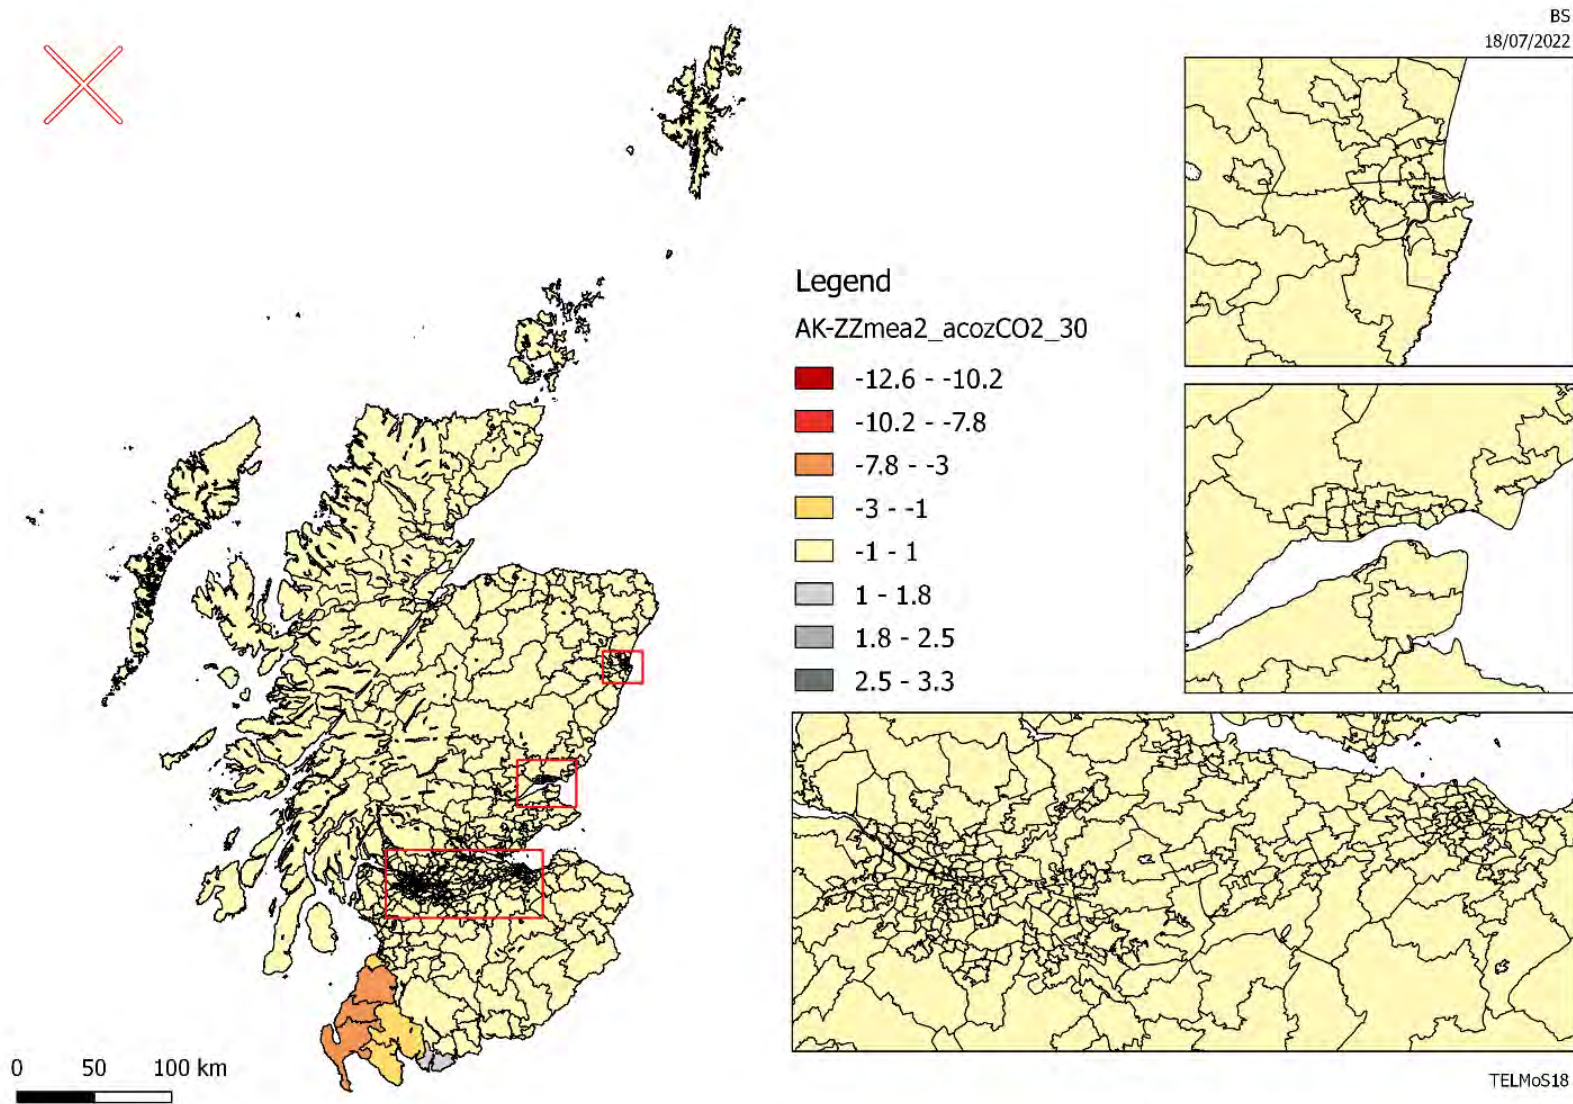 BS
18/07/2022
Legend
AK-ZZmea2_acozCO2_30
-12.6 - -10.2
-10.2 - -7.8
-7.8 - -3
-3 - -1
-1 - 1
1 - 1.8
1.8 - 2.5
2.5 - 3.3
0 50 100 km
TELMoS18